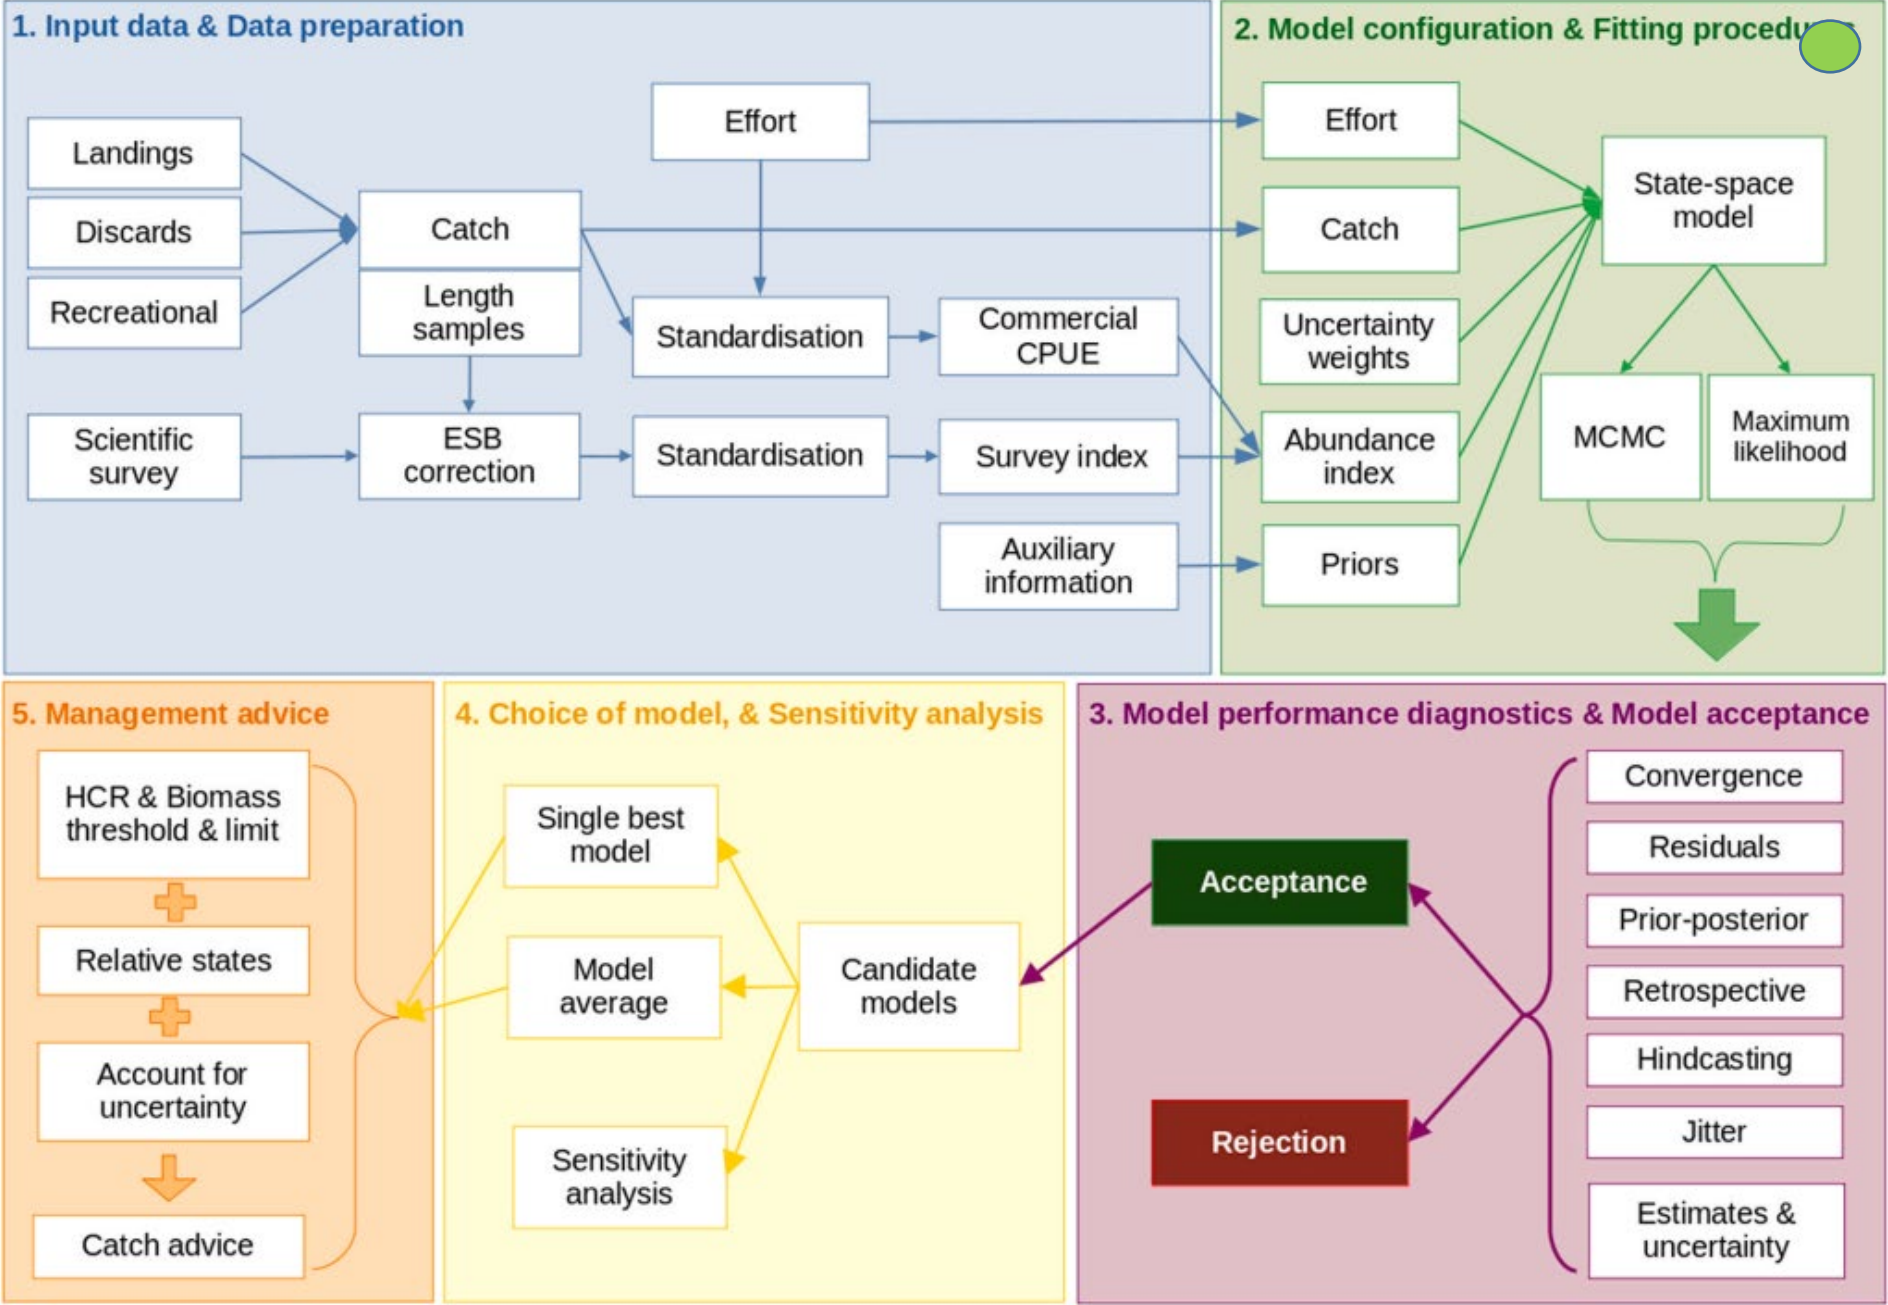 1. Input data & Data preparation
Landings
Discards
Recreational
Scientific
survey
Catch
Length
samples
ESB
correction
Effort
Standardisation
Standardisation
Commercial
CPUE
Survey index
Auxiliary
information
2. Model configuration & Fitting
Effort
Catch
Uncertainty
weights
Abundance
index
Priors
State-space
model
MCMC
Maximum
likelihood
3. Model performance diagnostics & Model acceptance
Convergence
Residuals
Prior-posterior
Retrospective
Hindcasting
Jitter
Estimates &
uncertainty
Acceptance
Rejection
4. Choice of model, & Sensitivity analysis
Candidate
models
Single best
model
Model
average
Sensitivity
analysis
5. Management advice
HCR & Biomass
threshold & limit
Relative states
Account for
uncertainty
Catch advice